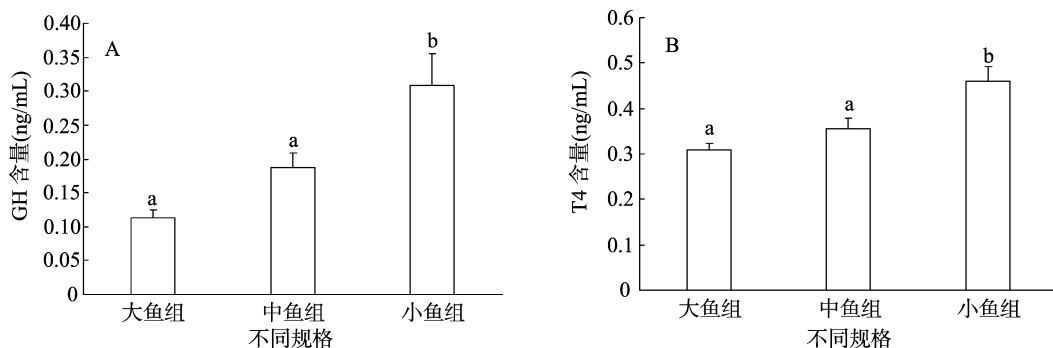 A
GH 含量(ng/mL)
0.40
0.35
0.30
0.25
0.20
0.15
0.10
0.05
0
a
a
b
大鱼组 中鱼组 小鱼组
不同规格
B
T4 含量(ng/mL)
0.6
0.5
0.4
0.3
0.2
0.1
0
a
a
b
大鱼组 中鱼组 小鱼组
不同规格